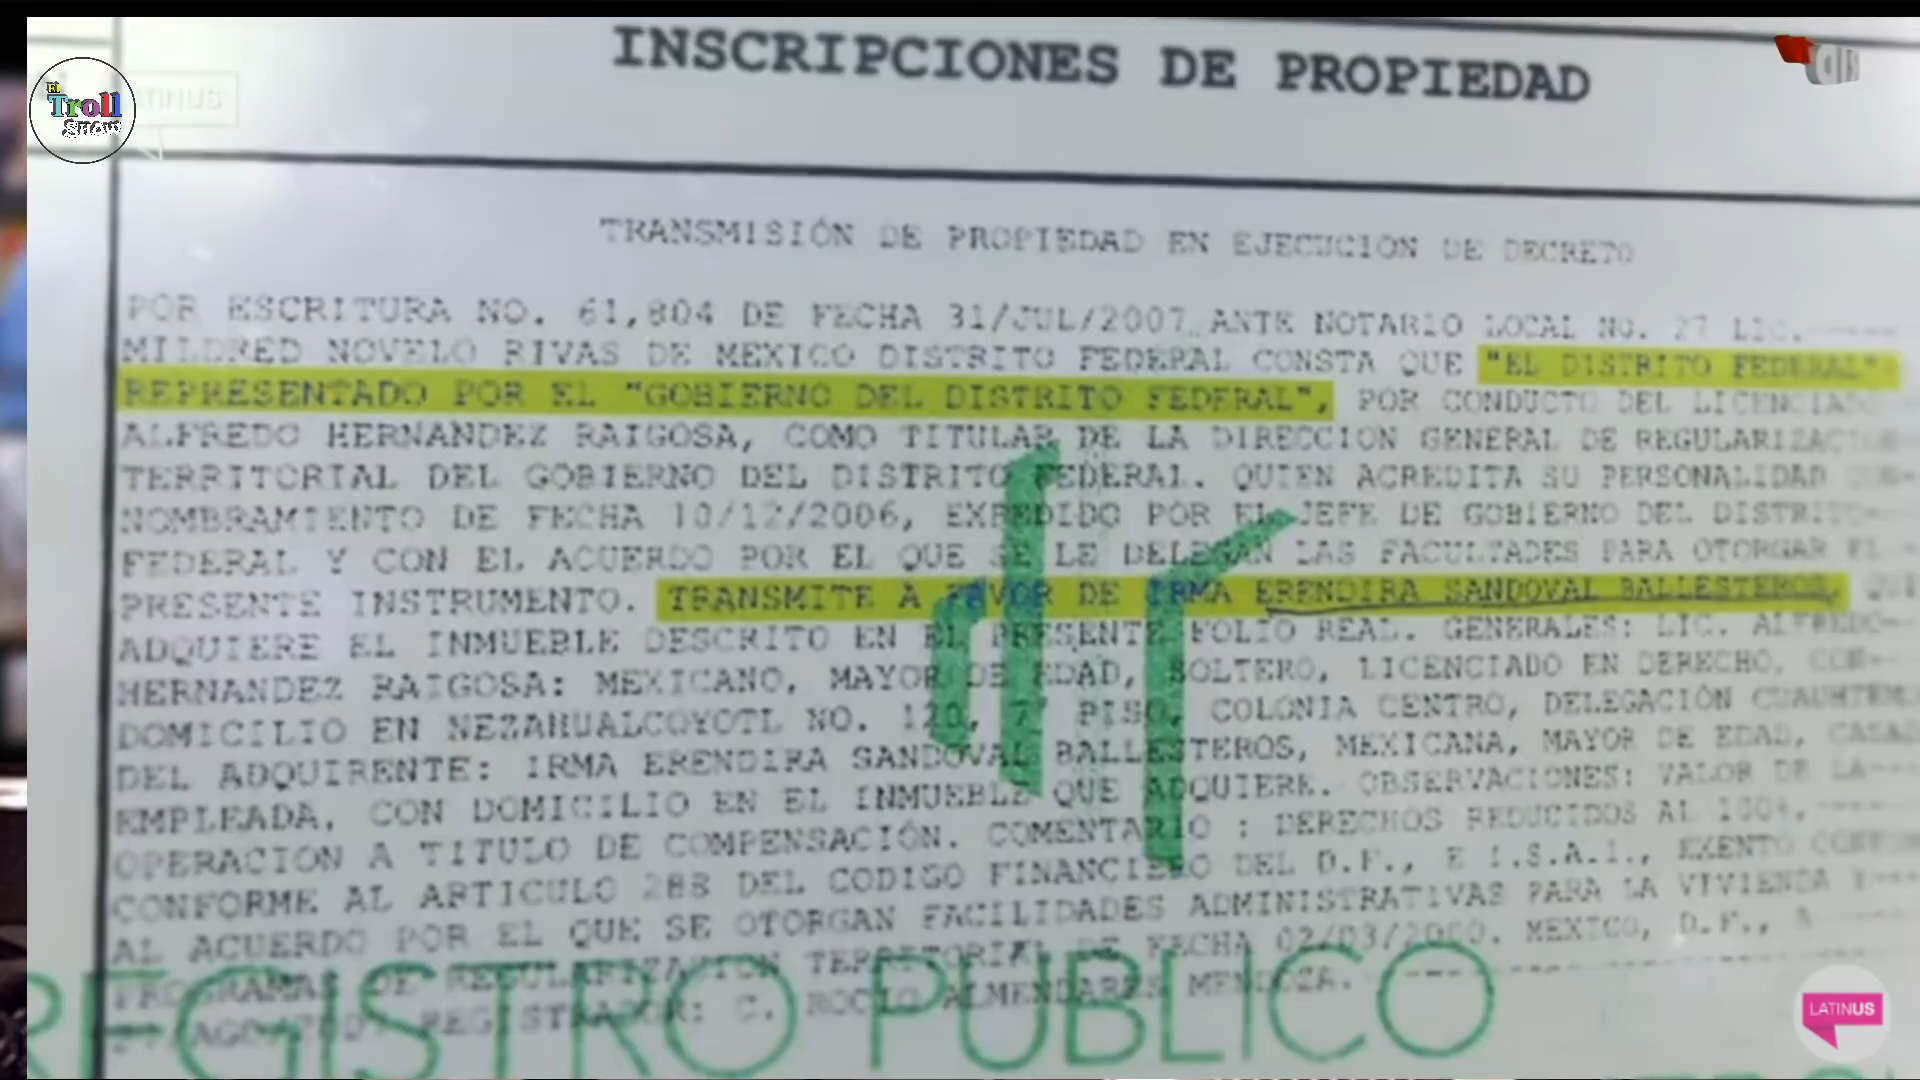 INSCRIPCIONES DE PROPIEDAD
EL
Troll
Show
LATINUS
TRANSMISIÓN DE PROPIEDAD EN EJECUCION DE DECRETO
POR ESCRITURA NO. 61,804 DE FECHA 31/JUL/2007, ANTE NOTARIO LOCAL NO. 27 LIC. -----
MILDRED NOVELO RIVAS DE MEXICO DISTRITO FEDERAL CONSTA QUE "EL DISTRITO FEDERAL"
REPRESENTADO POR EL "GOBIERNO DEL DISTRITO FEDERAL", POR CONDUCTO DEL LICENCIADO
ALFREDO HERNANDEZ RAIGOSA, COMO TITULAR DE LA DIRECCION GENERAL DE REGULARIZACION
TERRITORIAL DEL GOBIERNO DEL DISTRITO FEDERAL. QUIEN ACREDITA SU PERSONALIDAD CON-
NOMBRAMIENTO DE FECHA 10/12/2006, EXPEDIDO POR EL JEFE DE GOBIERNO DEL DISTRITO-
FEDERAL Y CON EL ACUERDO POR EL QUE SE LE DELEGAN LAS FACULTADES PARA OTORGAR EL
PRESENTE INSTRUMENTO. TRANSMITE A FAVOR DE IRMA ERENDIRA SANDOVAL BALLESTEROS, QUI
ADQUIERE EL INMUEBLE DESCRITO EN EL PRESENTE FOLIO REAL. GENERALES: LIC. ALFREDO--
HERNANDEZ RAIGOSA: MEXICANO, MAYOR DE EDAD, SOLTERO, LICENCIADO EN DERECHO, CON---
DOMICILIO EN NEZAHUALCOYOTL NO. 120, 7° PISO, COLONIA CENTRO, DELEGACIÓN CUAUHTEMO
DEL ADQUIRENTE: IRMA ERENDIRA SANDOVAL BALLESTEROS, MEXICANA, MAYOR DE EDAD, CASAD
EMPLEADA, CON DOMICILIO EN EL INMUEBLE QUE ADQUIERE. OBSERVACIONES: VALOR DE LA----
OPERACION A TITULO DE COMPENSACIÓN. COMENTARIO : DERECHOS REDUCIDOS AL 100%, -----
CONFORME AL ARTICULO 288 DEL CODIGO FINANCIERO DEL D.F., E I.S.A.I., EXENTO CONFOR
AL ACUERDO POR EL QUE SE OTORGAN FACILIDADES ADMINISTRATIVAS PARA LA VIVIENDA Y---
PROGRAMAS DE REGULARIZACION TERRITORIAL DE FECHA 02/03/2000. MEXICO, D.F., A -----
AGO/2007 REGISTRADOR: C. ROCIO ALMENDARES MENDOZA. -----
REGISTRO PUBLICO
LATINUS